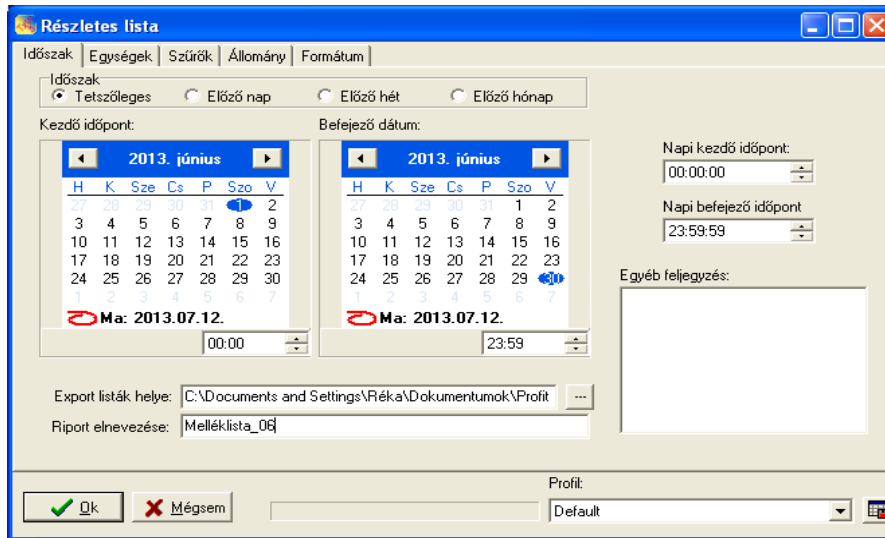 Részletes lista
Időszak Egységek Szűrők Állomány Formátum
Időszak
Tetszőleges Előző nap Előző hét Előző hónap
Kezdő időpont: Befejező dátum:
2013. június 2013. június
H K Sze Cs P Szo V H K Sze Cs P Szo V
27 28 29 30 31 1 2 27 28 29 30 31 1 2
3 4 5 6 7 8 9 3 4 5 6 7 8 9
10 11 12 13 14 15 16 10 11 12 13 14 15 16
17 18 19 20 21 22 23 17 18 19 20 21 22 23
24 25 26 27 28 29 30 24 25 26 27 28 29 30
1 2 3 4 5 6 7 1 2 3 4 5 6 7
Ma: 2013.07.12. Ma: 2013.07.12.
00:00 23:59
Napi kezdő időpont:
00:00:00
Napi befejező időpont
23:59:59
Egyéb feljegyzés:
Export listák helye: C:\Documents and Settings\Réka\Dokumentumok\Profit ...
Riport elnevezése: Melléklista_06
Profil:
Ok Mégsem Default